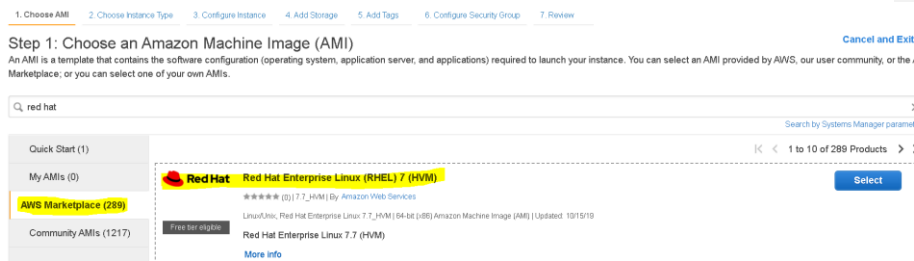 1. Choose AMI 2. Choose Instance Type 3. Configure Instance 4. Add Storage 5. Add Tags 6. Configure Security Group 7. Review
Step 1: Choose an Amazon Machine Image (AMI)
Cancel and Exit
An AMI is a template that contains the software configuration (operating system, application server, and applications) required to launch your instance. You can select an AMI provided by AWS, our user community, or the
Marketplace; or you can select one of your own AMIs.
red hat
Search by Systems Manager
Quick Start (1)
1 to 10 of 289 Products
My AMIs (0)
AWS Marketplace (289)
Community AMIs (1217)
Red Hat
Red Hat Enterprise Linux (RHEL) 7 (HVM)
Select
(0) | 7.7_HVM | By Amazon Web Services
Linux/Unix, Red Hat Enterprise Linux 7.7_HVM | 64-bit (x86) Amazon Machine Image (AMI) | Updated: 10/15/19
Free tier eligible
Red Hat Enterprise Linux 7.7 (HVM)
More info